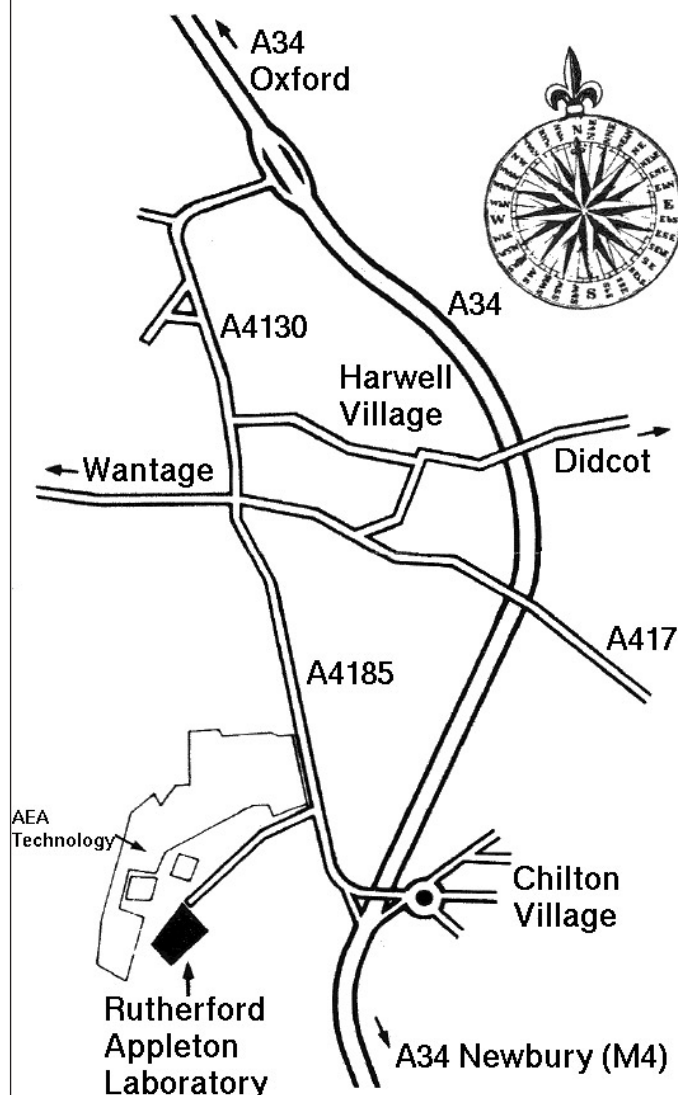 A34
Oxford
N
E
S
W
A34
A4130
Harwell
Village
Wantage
Didcot
A417
A4185
AEA
Technology
Chilton
Village
Rutherford
Appleton
Laboratory
A34 Newbury (M4)